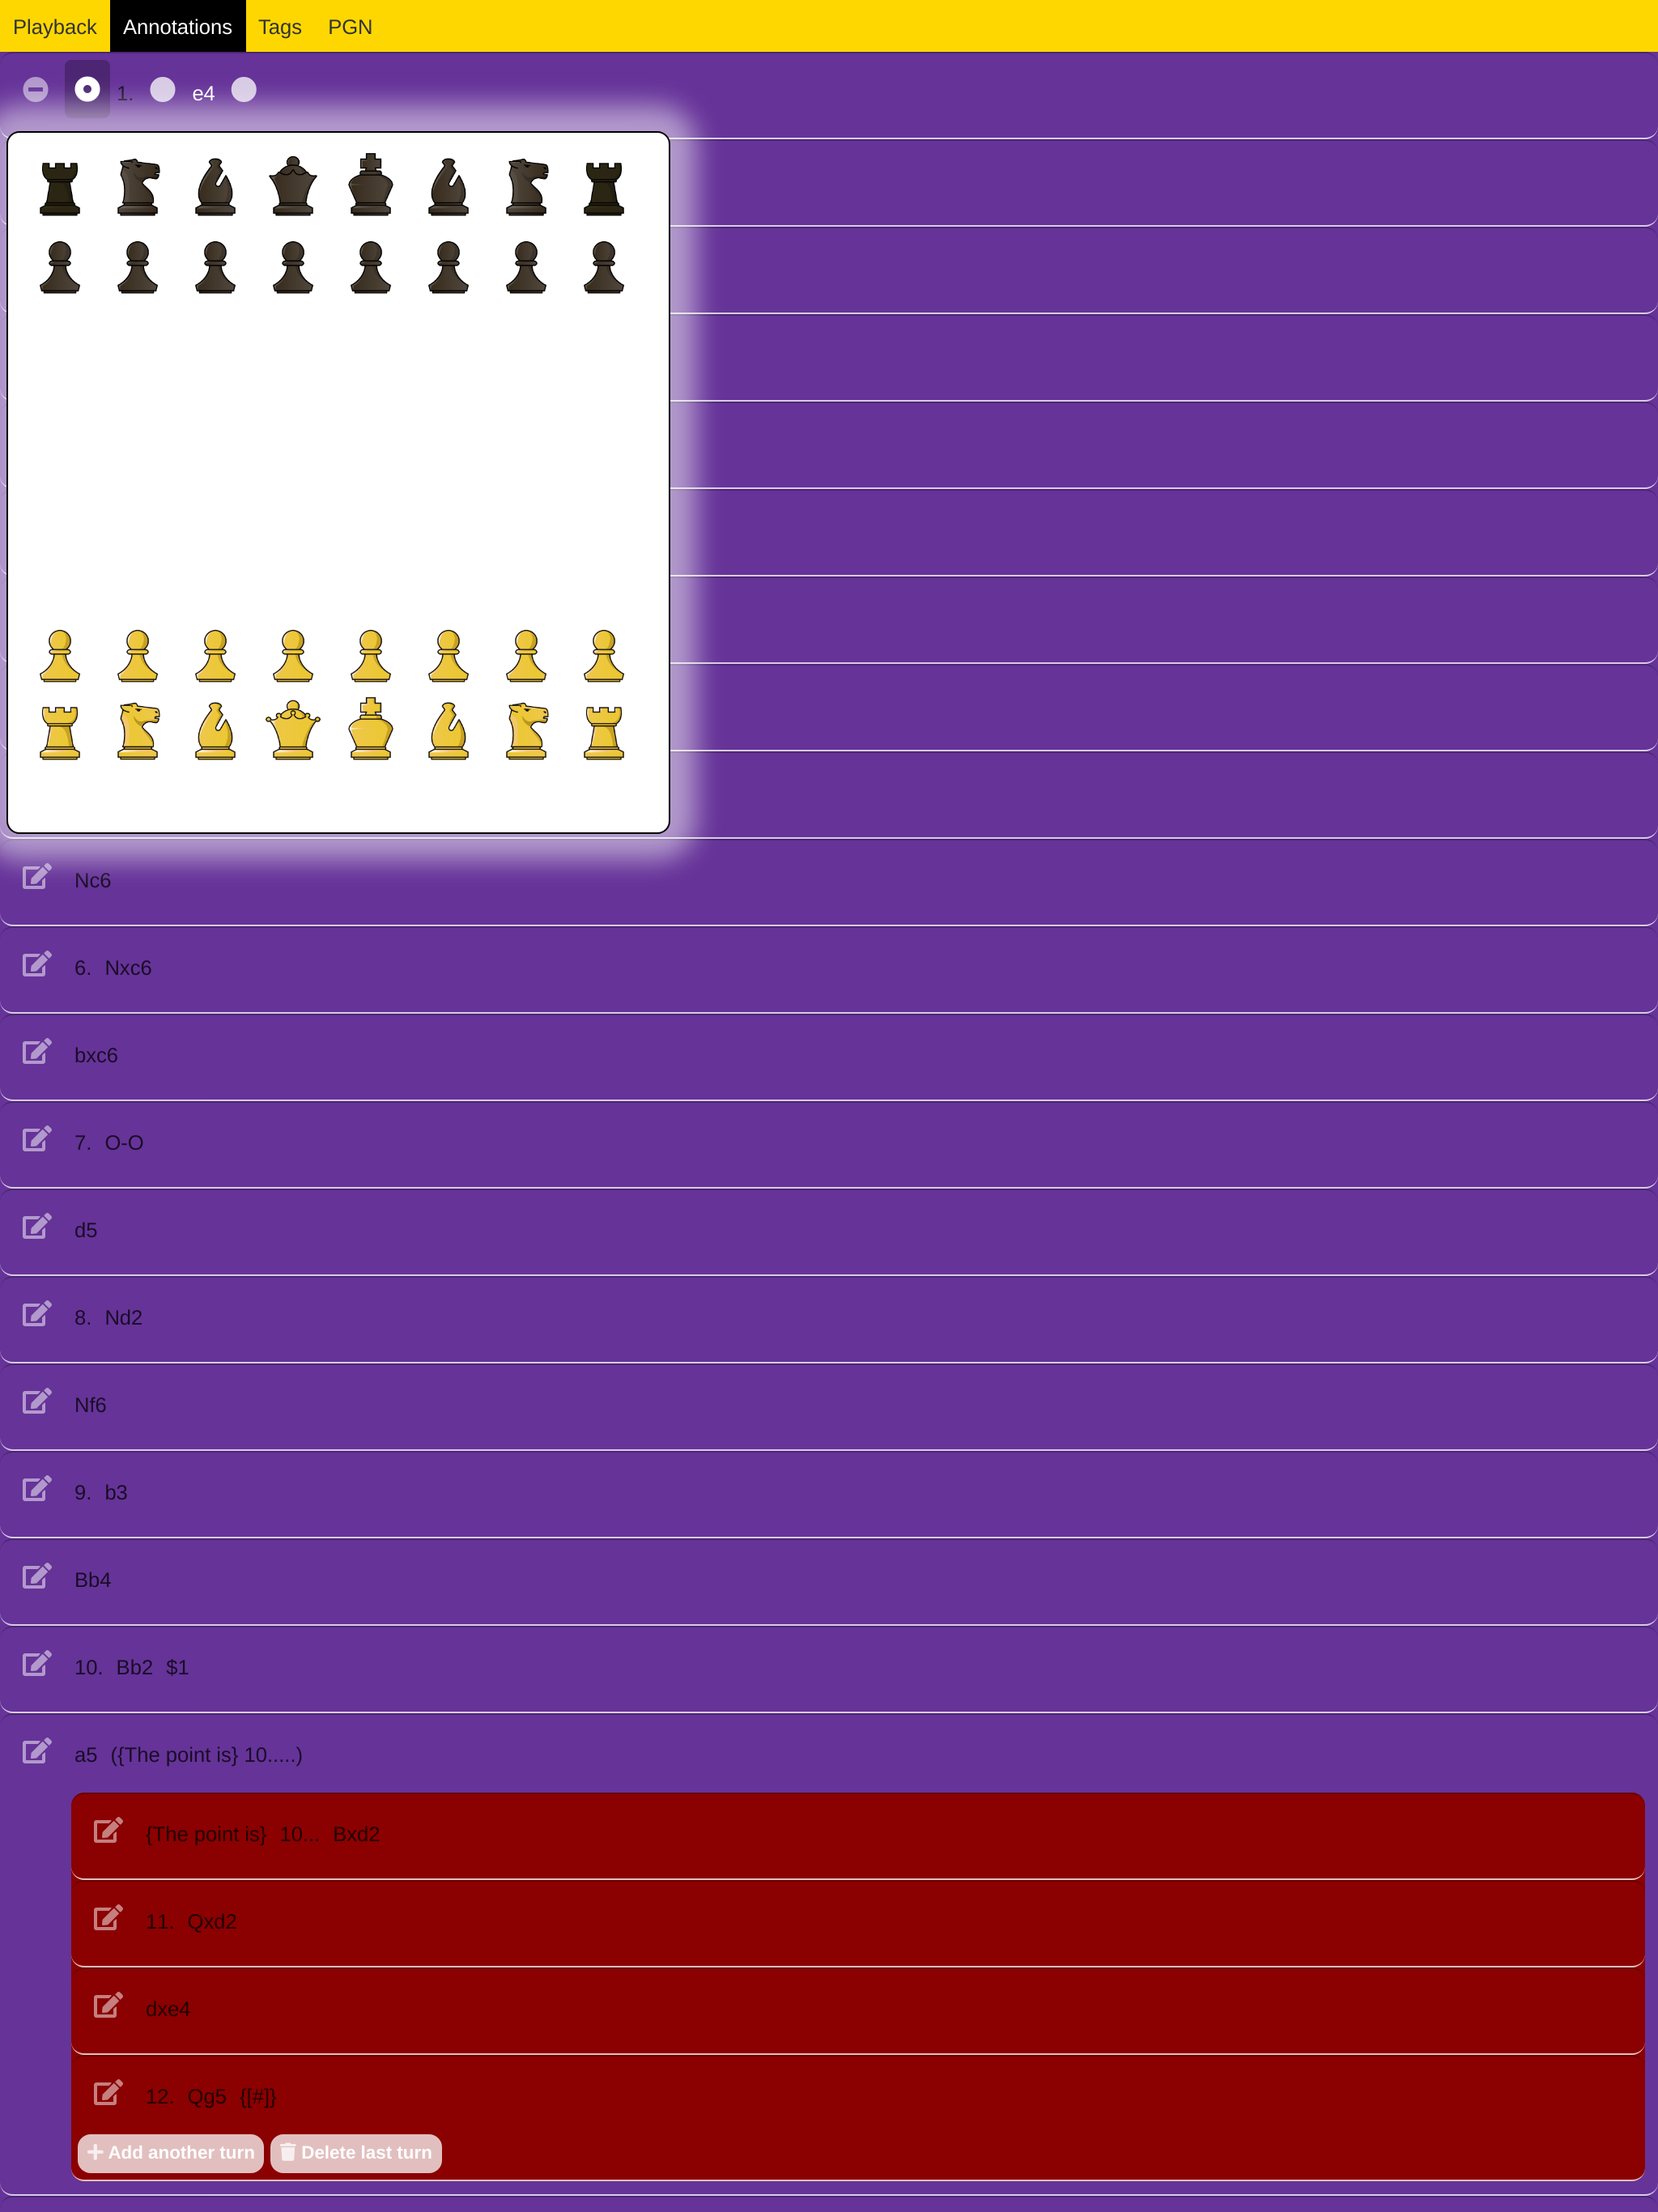 Playback Annotations Tags PGN
1. e4
Nc6
6. Nxc6
bxc6
7. O-O
d5
8. Nd2
Nf6
9. b3
Bb4
10. Bb2 $1
a5 ({The point is} 10.....)
{The point is} 10... Bxd2
11. Qxd2
dxe4
12. Qg5 {[#]}
Add another turn Delete last turn